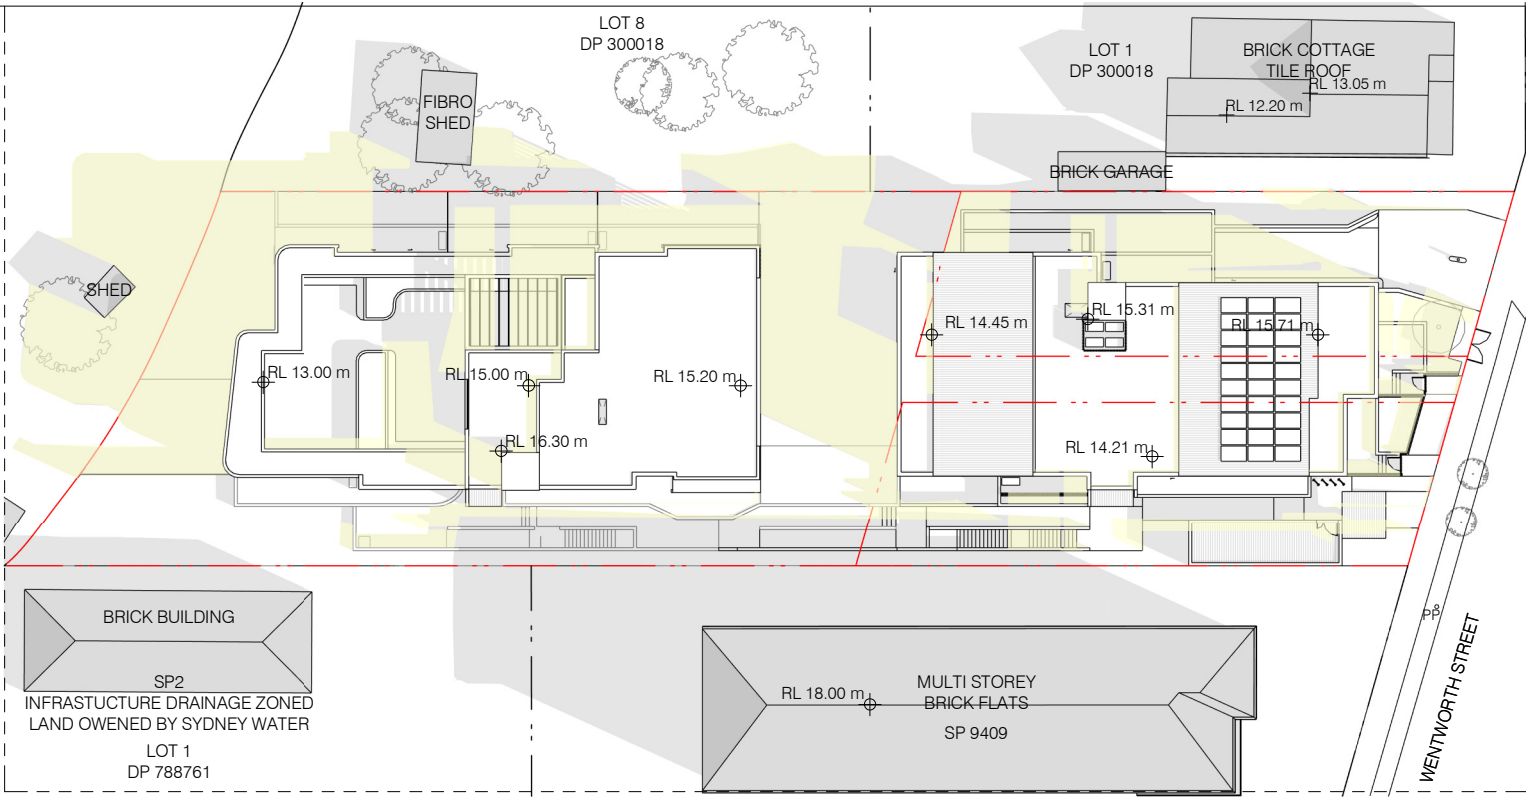 LOT 8
DP 300018
LOT 1
DP 300018
BRICK COTTAGE
TILE ROOF
RL 13.05 m
RL 12.20 m
FIBRO
SHED
BRICK GARAGE
SHED
RL 14.45 m
RL 15.31 m
RL 15.71 m
RL 13.00 m
RL 15.00 m
RL 15.20 m
RL 16.30 m
RL 14.21 m
BRICK BUILDING
SP2
INFRASTUCTURE DRAINAGE ZONED
LAND OWENED BY SYDNEY WATER
LOT 1
DP 788761
RL 18.00 m
MULTI STOREY
BRICK FLATS
SP 9409
PP
WENTWORTH STREET